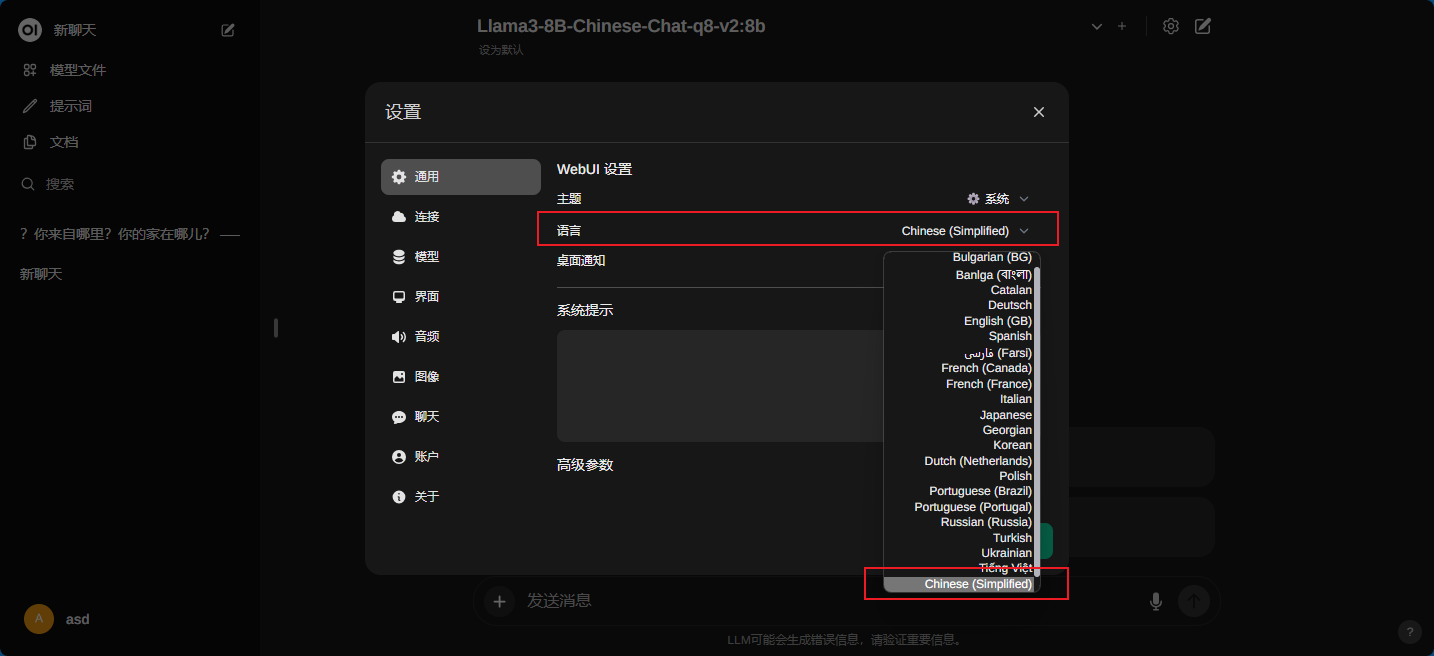 新聊天
模型文件
提示词
文档
搜索
？你来自哪里？你的家在哪儿？ ——
新聊天
A
asd
Llama3-8B-Chinese-Chat-q8-v2:8b
设为默认
设置
通用
连接
模型
界面
音频
图像
聊天
账户
关于
WebUI 设置
主题 系统
语言 Chinese (Simplified)
桌面通知
系统提示
高级参数
Bulgarian (BG)
Banlga (বাংলা)
Catalan
Deutsch
English (GB)
Spanish
فارسی (Farsi)
French (Canada)
French (France)
Italian
Japanese
Georgian
Korean
Dutch (Netherlands)
Polish
Portuguese (Brazil)
Portuguese (Portugal)
Russian (Russia)
Turkish
Ukrainian
Tiếng Việt
Chinese (Simplified)
发送消息
LLM可能会生成错误信息，请验证重要信息。
?